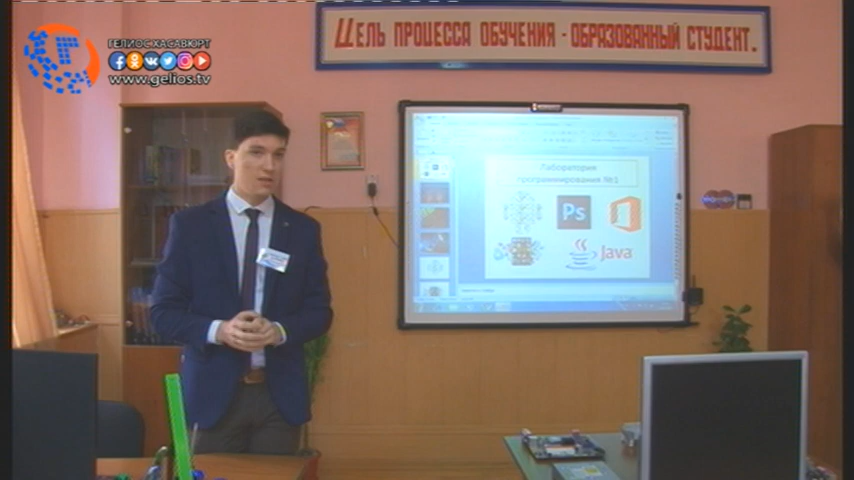 ЦЕЛЬ ПРОЦЕССА ОБУЧЕНИЯ - ОБРАЗОВАННЫЙ СТУДЕНТ.
ГЕЛИОС ХАСАВЮРТ
www.gelios.tv
Лаборатория
программирования №1
Ps
Java